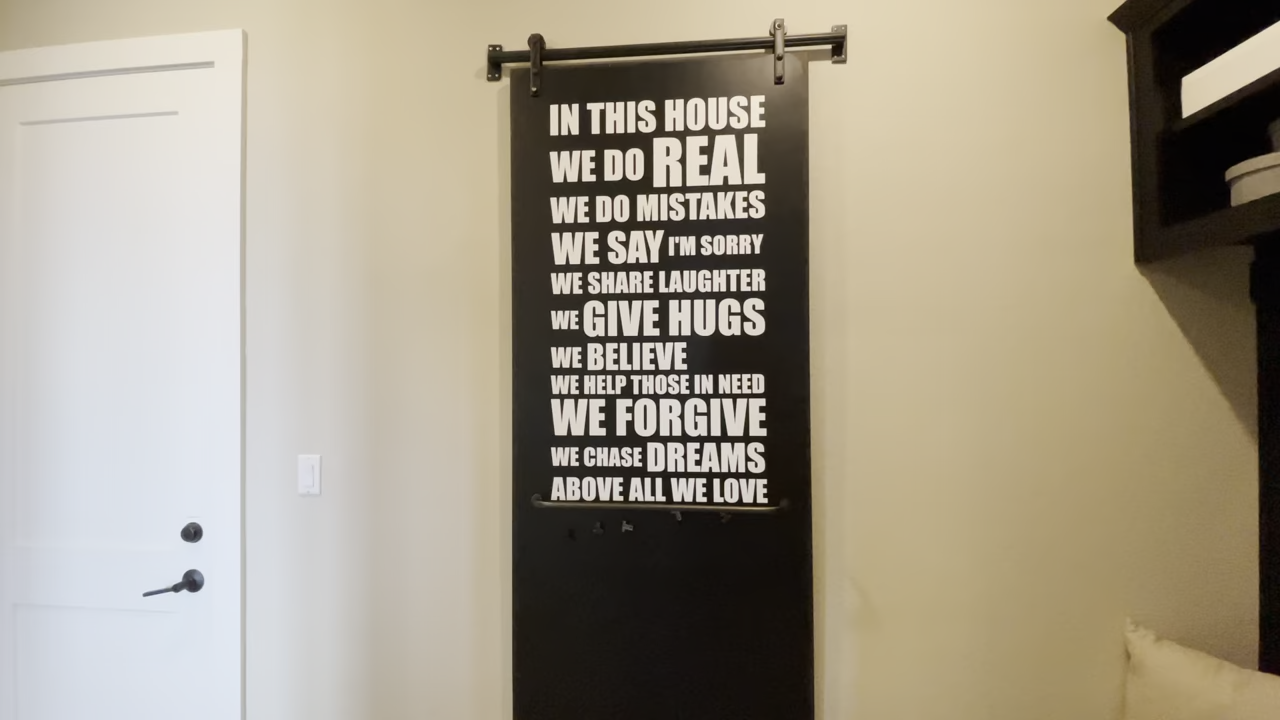 IN THIS HOUSE
WE DO REAL
WE DO MISTAKES
WE SAY I'M SORRY
WE SHARE LAUGHTER
WE GIVE HUGS
WE BELIEVE
WE HELP THOSE IN NEED
WE FORGIVE
WE CHASE DREAMS
ABOVE ALL WE LOVE